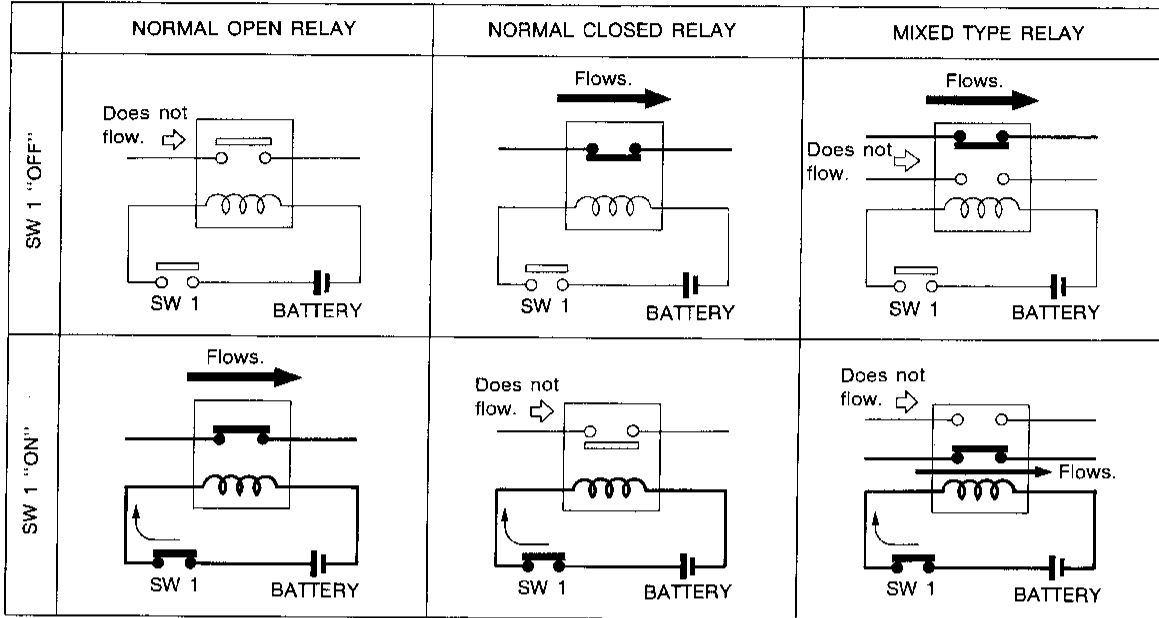 NORMAL OPEN RELAY
NORMAL CLOSED RELAY
MIXED TYPE RELAY
SW 1 "OFF"
Does not
flow.
SW 1
BATTERY
Flows.
SW 1
BATTERY
Flows.
Does not
flow.
SW 1
BATTERY
SW 1 "ON"
Flows.
SW 1
BATTERY
Does not
flow.
SW 1
BATTERY
Does not
flow.
Flows.
SW 1
BATTERY